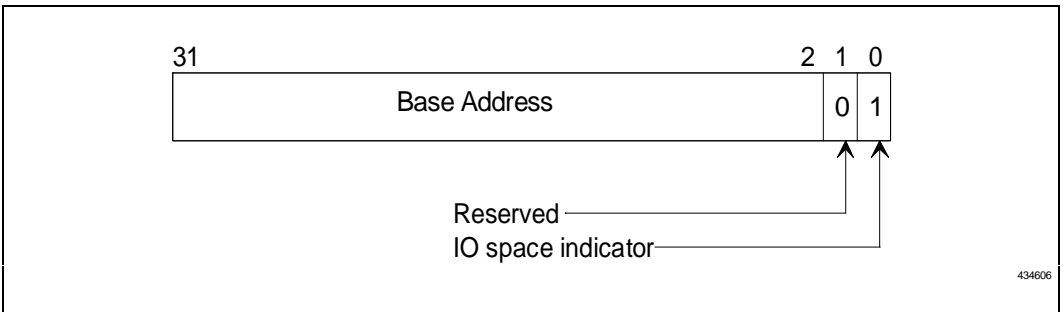 31 2 1 0
Base Address 0 1
Reserved
IO space indicator
434606